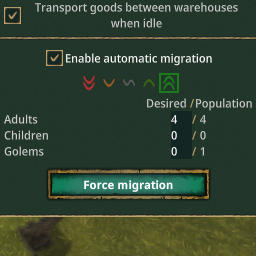 Transport goods between warehouses
when idle
Enable automatic migration
Desired / Population
Adults 4 / 4
Children 0 / 0
Golems 0 / 1
Force migration